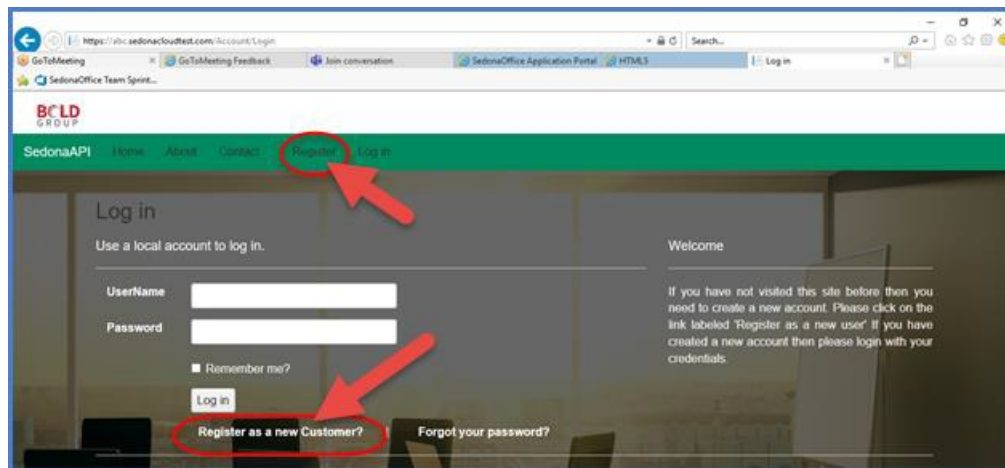 https://abc.sedonacloudtest.com/Account/Login
Search...
GoToMeeting
GoToMeeting Feedback
Join conversation
SedonaOffice Application Portal
HTML5
Log in
SedonaOffice Team Sprint...
BOLD
GROUP
SedonaAPI Home About Contact Register Log in
Log in
Use a local account to log in.
Welcome
UserName
Password
If you have not visited this site before then you
need to create a new account. Please click on the
link labeled 'Register as a new user' If you have
created a new account then please login with your
credentials.
Remember me?
Log in
Register as a new Customer? | Forgot your password?